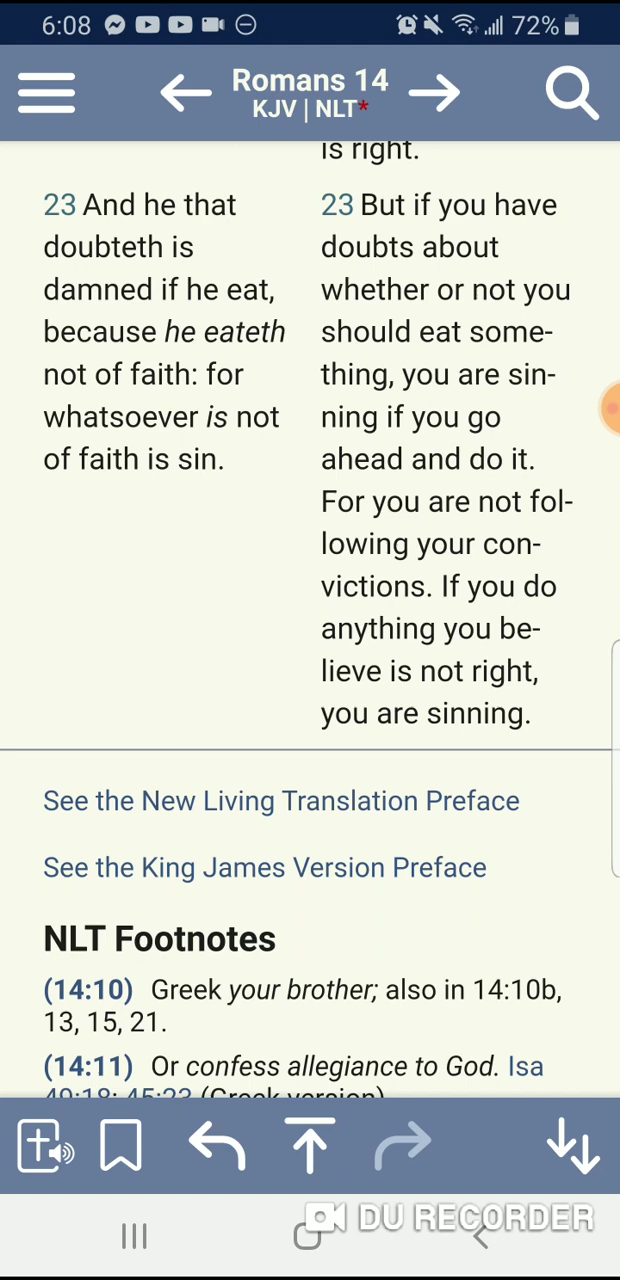 6:08
72%
Romans 14
KJV | NLT*
is right.
23 And he that
doubteth is
damned if he eat,
because he eateth
not of faith: for
whatsoever is not
of faith is sin.
23 But if you have
doubts about
whether or not you
should eat some-
thing, you are sin-
ning if you go
ahead and do it.
For you are not fol-
lowing your con-
victions. If you do
anything you be-
lieve is not right,
you are sinning.
See the New Living Translation Preface
See the King James Version Preface
NLT Footnotes
(14:10) Greek your brother; also in 14:10b,
13, 15, 21.
(14:11) Or confess allegiance to God. Isa
49:18; 45:23 (Greek version)
DU RECORDER